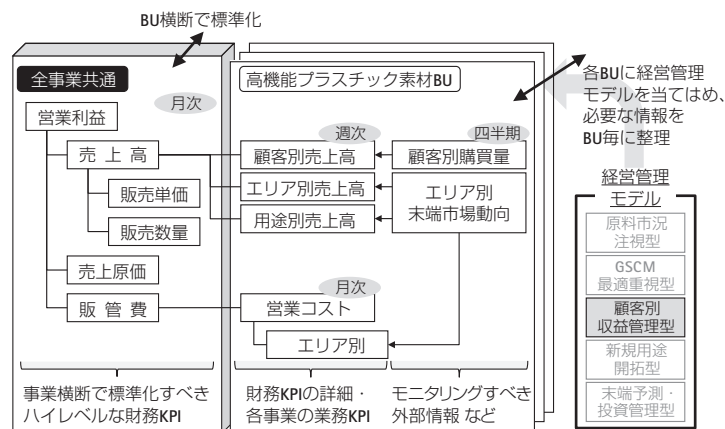 BU横断で標準化
全事業共通
月次
営業利益
売上高
販売単価
販売数量
売上原価
販管費
事業横断で標準化すべき
ハイレベルな財務KPI
高機能プラスチック素材BU
週次
顧客別売上高
エリア別売上高
用途別売上高
月次
営業コスト
エリア別
財務KPIの詳細・
各事業の業務KPI
四半期
顧客別購買量
エリア別
末端市場動向
モニタリングすべき
外部情報 など
各BUに経営管理
モデルを当てはめ、
必要な情報を
BU毎に整理
経営管理
モデル
原料市況
注視型
GSCM
最適重視型
顧客別
収益管理型
新規用途
開拓型
末端予測・
投資管理型